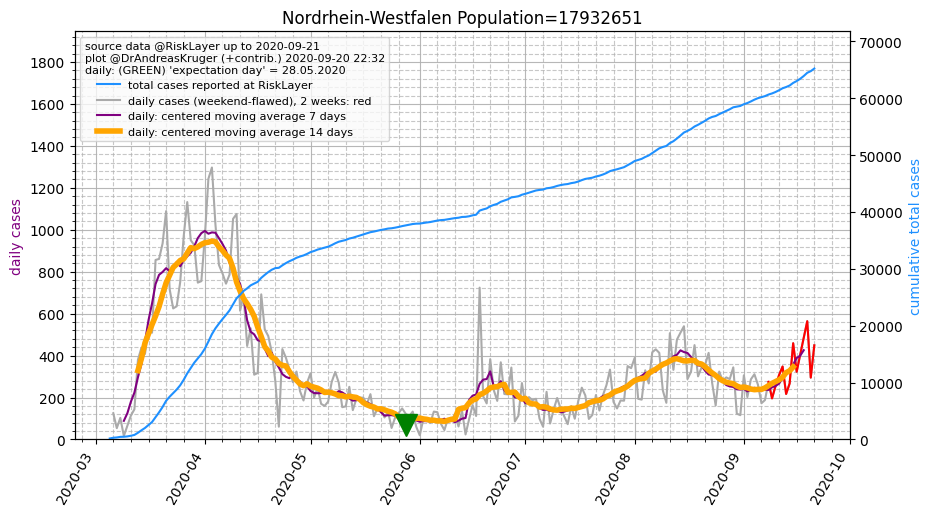 Nordrhein-Westfalen Population=17932651
source data @RiskLayer up to 2020-09-21
plot @DrAndreasKruger (+contrib.) 2020-09-20 22:32
daily: (GREEN) 'expectation day' = 28.05.2020
total cases reported at RiskLayer
daily cases (weekend-flawed), 2 weeks: red
daily: centered moving average 7 days
daily: centered moving average 14 days
daily cases
1800
1600
1400
1200
1000
800
600
400
200
0
70000
60000
50000
40000
30000
20000
10000
0
cumulative total cases
2020-03
2020-04
2020-05
2020-06
2020-07
2020-08
2020-09
2020-10